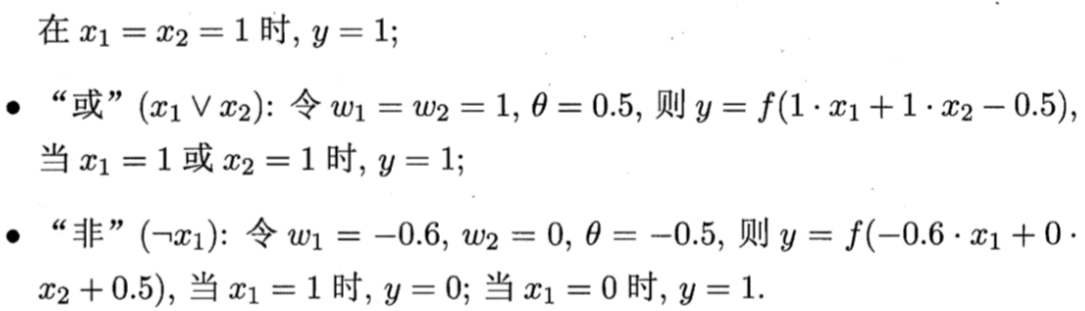 在 x₁ = x₂ = 1 时, y = 1;
● “或” (x₁ ∨ x₂): 令 w₁ = w₂ = 1, θ = 0.5, 则 y = f(1 · x₁ + 1 · x₂ − 0.5),
当 x₁ = 1 或 x₂ = 1 时, y = 1;
● “非” (¬x₁): 令 w₁ = −0.6, w₂ = 0, θ = −0.5, 则 y = f(−0.6 · x₁ + 0 ·
x₂ + 0.5), 当 x₁ = 1 时, y = 0; 当 x₁ = 0 时, y = 1.